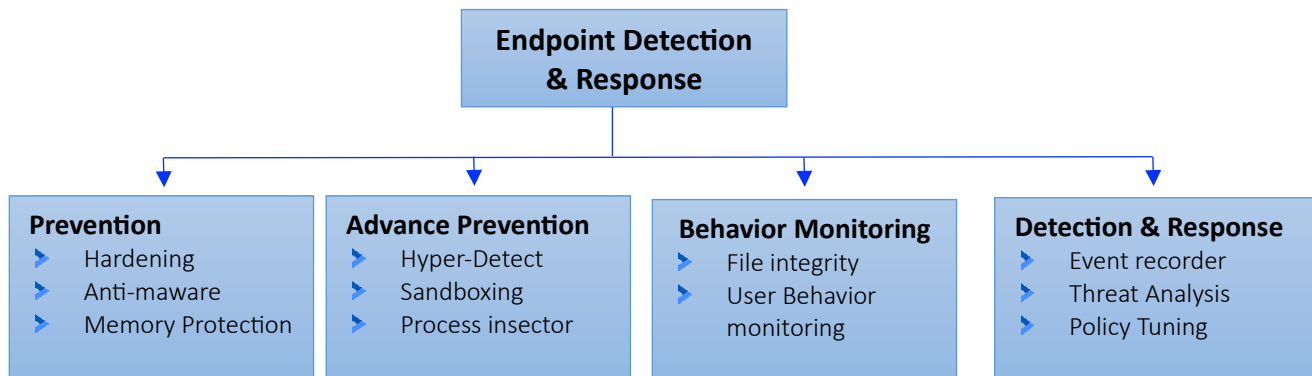 Endpoint Detection
& Response
Prevention
Hardening
Anti-maware
Memory Protection
Advance Prevention
Hyper-Detect
Sandboxing
Process insector
Behavior Monitoring
File integrity
User Behavior
monitoring
Detection & Response
Event recorder
Threat Analysis
Policy Tuning